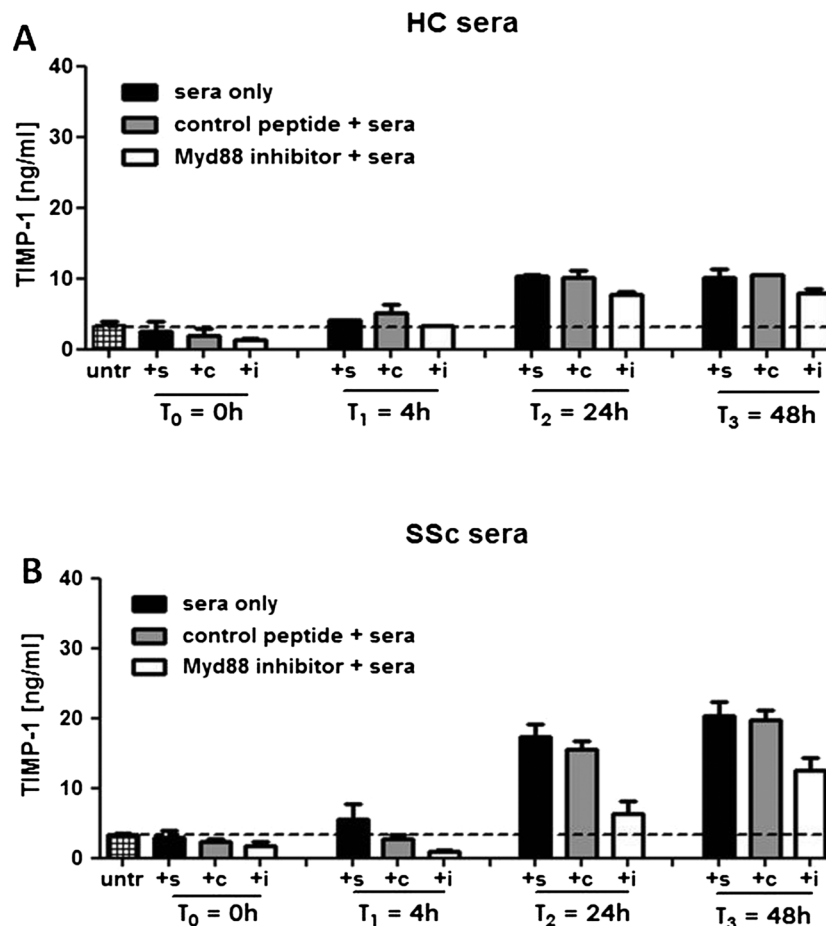 A
HC sera
40
30
20
10
0
TIMP-1 [ng/ml]
sera only
control peptide + sera
Myd88 inhibitor + sera
untr +s +c +i +s +c +i +s +c +i +s +c +i
T0 = 0h T1 = 4h T2 = 24h T3 = 48h
SSc sera
B
40
30
20
10
0
TIMP-1 [ng/ml]
sera only
control peptide + sera
Myd88 inhibitor + sera
untr +s +c +i +s +c +i +s +c +i +s +c +i
T0 = 0h T1 = 4h T2 = 24h T3 = 48h